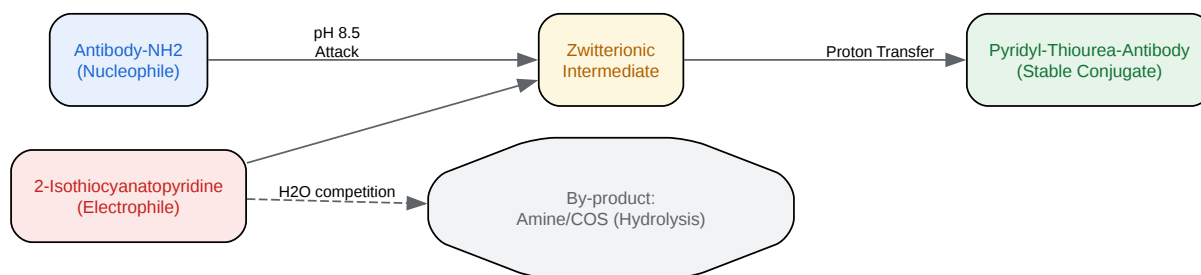 Antibody-NH2
(Nucleophile)
pH 8.5
Attack
Zwitterionic
Intermediate
Proton Transfer
Pyridyl-Thiourea-Antibody
(Stable Conjugate)
2-Isothiocyanatopyridine
(Electrophile)
H2O competition
By-product:
Amine/COS (Hydrolysis)